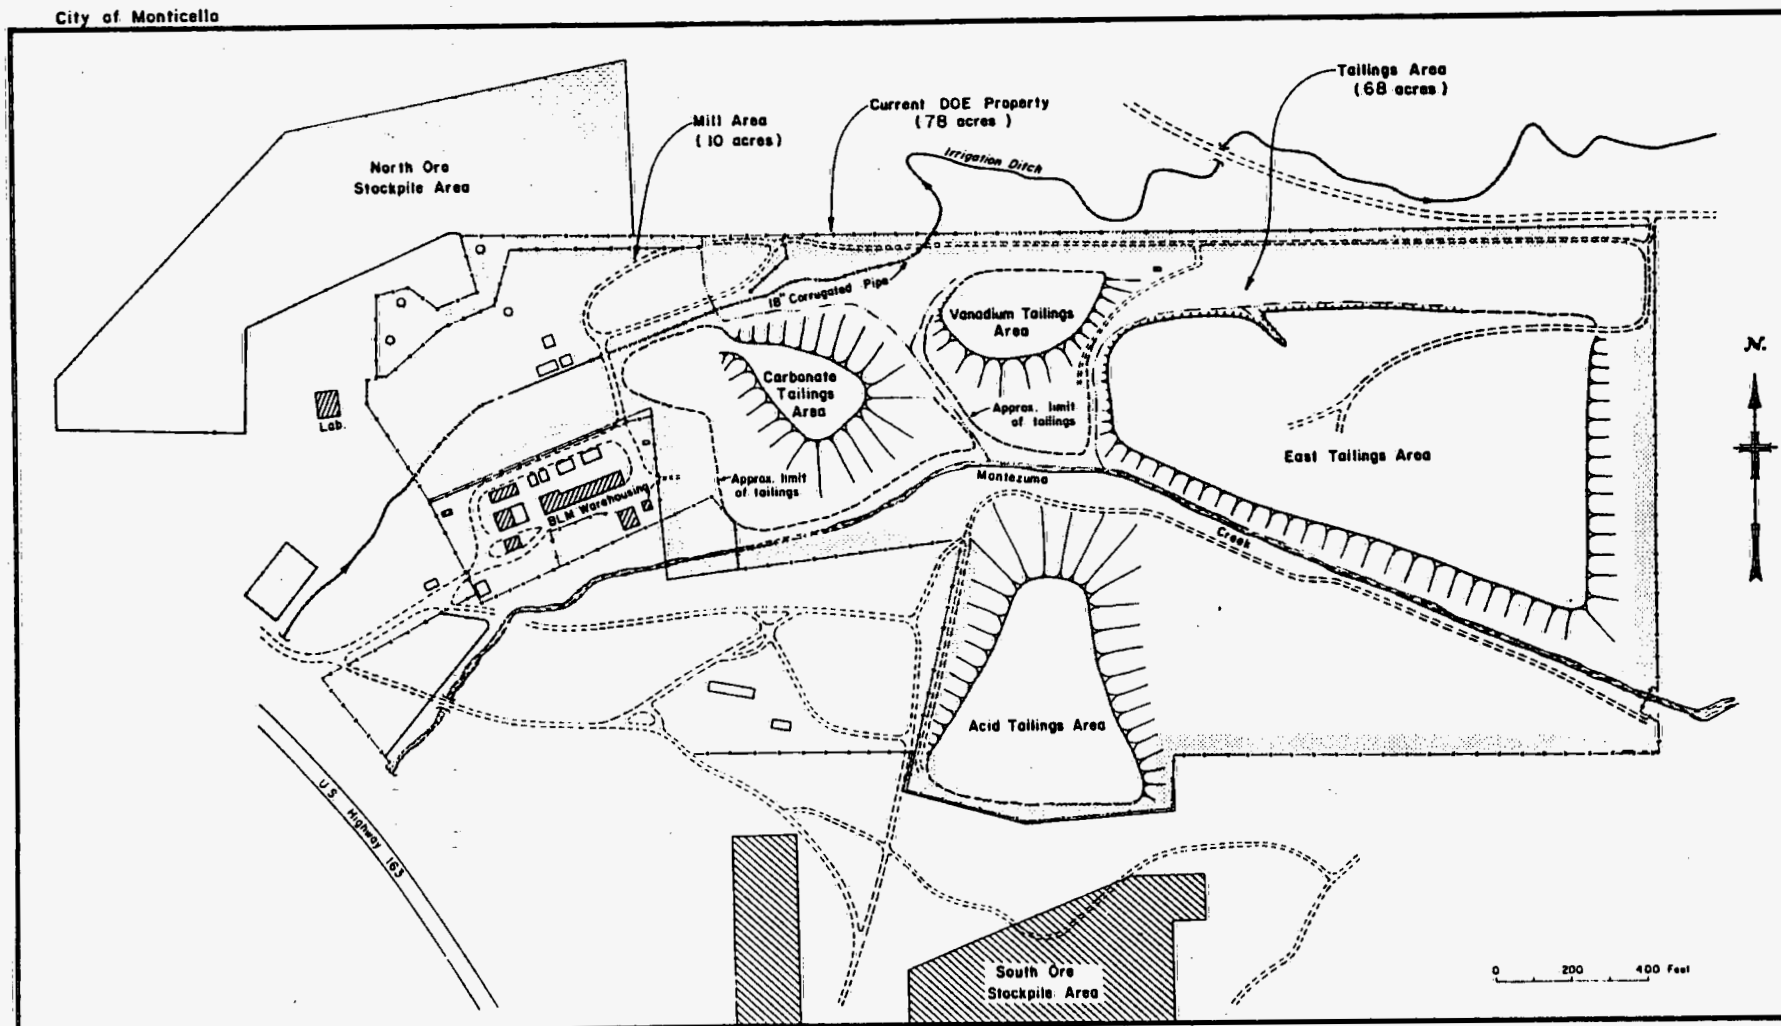 City of Monticello
Tailings Area
(68 acres)
Current DOE Property
(78 acres)
Mill Area
(10 acres)
Irrigation Ditch
North Ore
Stockpile Area
18" Corrugated Pipe
Vanadium Tailings
Area
N.
Carbonate
Tailings
Area
Approx. limit
of tailings
Lab.
East Tailings Area
Approx. limit
of tailings
Montezuma
BLM Warehousing
Creek
Acid Tailings Area
U.S. Highway 163
South Ore
Stockpile Area
0 200 400 Feet